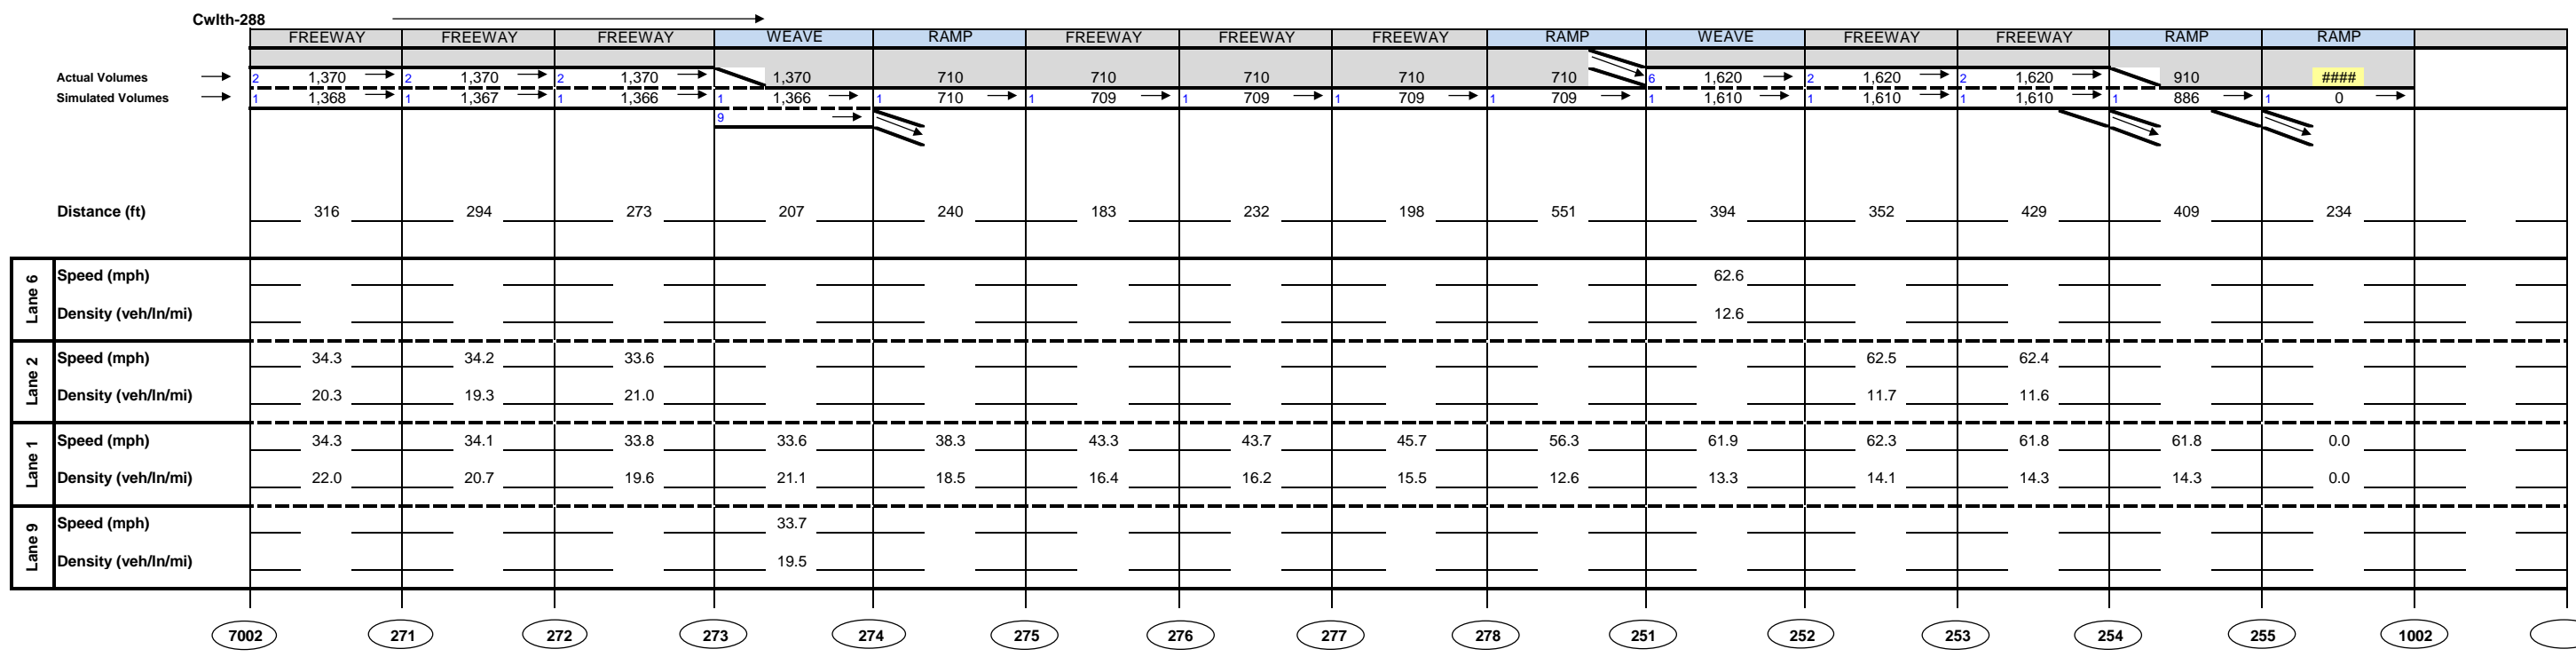 Cwlth-288
FREEWAY FREEWAY FREEWAY WEAVE RAMP FREEWAY FREEWAY FREEWAY RAMP WEAVE FREEWAY FREEWAY RAMP RAMP
Actual Volumes 2 1,370 2 1,370 2 1,370 1,370 710 710 710 710 710 6 1,620 2 1,620 2 1,620 910 ####
Simulated Volumes 1 1,368 1 1,367 1 1,366 1 1,366 1 710 1 709 1 709 1 709 1 709 1 1,610 1 1,610 1 1,610 1 886 1 0
9
Distance (ft) 316 294 273 207 240 183 232 198 551 394 352 429 409 234
Lane 6
Speed (mph) 62.6
Density (veh/ln/mi) 12.6
Lane 2
Speed (mph) 34.3 34.2 33.6 62.5 62.4
Density (veh/ln/mi) 20.3 19.3 21.0 11.7 11.6
Lane 1
Speed (mph) 34.3 34.1 33.8 33.6 38.3 43.3 43.7 45.7 56.3 61.9 62.3 61.8 61.8 0.0
Density (veh/ln/mi) 22.0 20.7 19.6 21.1 18.5 16.4 16.2 15.5 12.6 13.3 14.1 14.3 14.3 0.0
Lane 9
Speed (mph) 33.7
Density (veh/ln/mi) 19.5
7002 271 272 273 274 275 276 277 278 251 252 253 254 255 1002